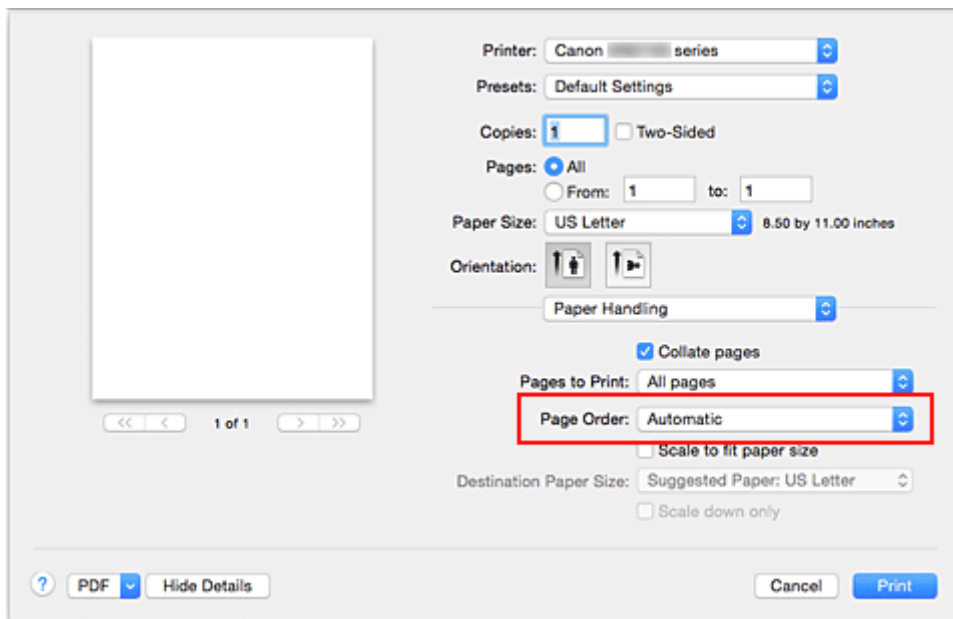 Printer: Canon series
Presets: Default Settings
Copies: 1 Two-Sided
Pages: All
From: 1 to: 1
Paper Size: US Letter 8.50 by 11.00 inches
Orientation:
Paper Handling
Collate pages
Pages to Print: All pages
Page Order: Automatic
Scale to fit paper size
Destination Paper Size: Suggested Paper: US Letter
Scale down only
1 of 1
? PDF Hide Details Cancel Print